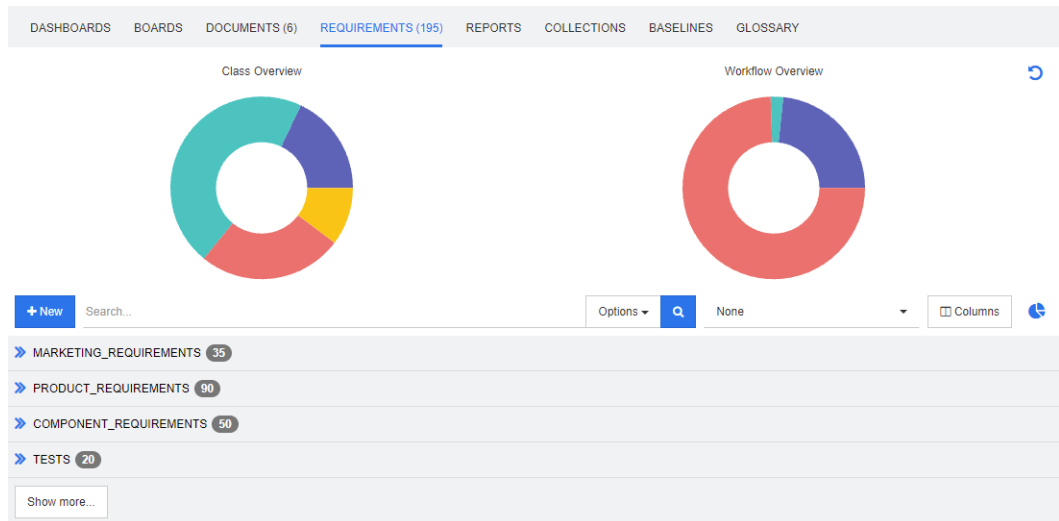 DASHBOARDS BOARDS DOCUMENTS (6) REQUIREMENTS (195) REPORTS COLLECTIONS BASELINES GLOSSARY
Class Overview Workflow Overview
+ New Search... Options None Columns
MARKETING_REQUIREMENTS 35
PRODUCT_REQUIREMENTS 90
COMPONENT_REQUIREMENTS 50
TESTS 20
Show more...